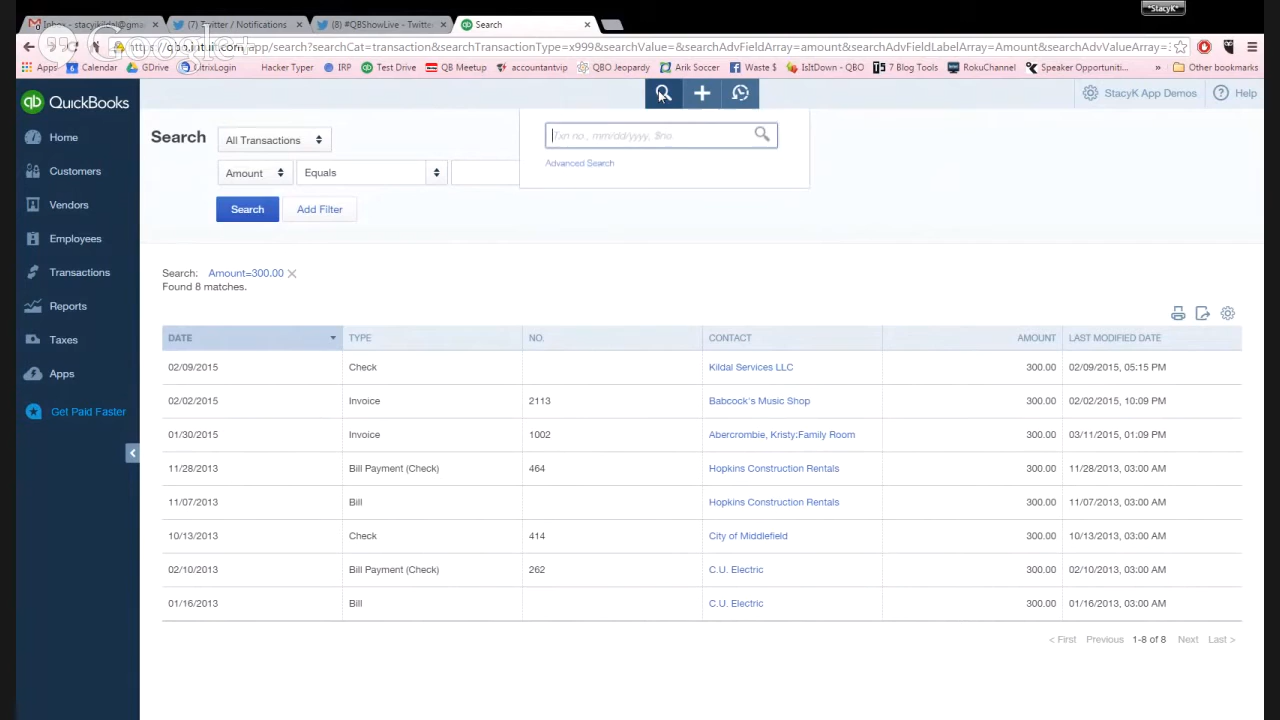 *StacyK*
Inbox - stacykildal@gma
(7) Twitter / Notifications
(8) #QBShowLive - Twitter
Search
Google+
https://qbo.intuit.com/app/search?searchCat=transaction&searchTransactionType=x999&searchValue=&searchAdvFieldArray=amount&searchAdvFieldLabelArray=Amount&searchAdvValueArray=
Apps
Calendar
GDrive
CitrixLogin
Hacker Typer
IRP
Test Drive
QB Meetup
accountantvip
QBO Jeopardy
Arik Scott
Waste
IsItDown - QBO
7 Blog Tools
RokuChannel
Speaker Opportuniti...
»
Other bookmarks
qb QuickBooks
StacyK App Demos
Help
Home
Customers
Vendors
Employees
Transactions
Reports
Taxes
Apps
Get Paid Faster
Search
All Transactions
Txn no., mm/dd/yyyy, $no.
Advanced Search
Amount
Equals
Search
Add Filter
Search: Amount=300.00
Found 8 matches.
DATE TYPE NO. CONTACT AMOUNT LAST MODIFIED DATE
02/09/2015 Check Kildal Services LLC 300.00 02/09/2015, 05:15 PM
02/02/2015 Invoice 2113 Babcock's Music Shop 300.00 02/02/2015, 10:09 PM
01/30/2015 Invoice 1002 Abercrombie, Kristy:Family Room 300.00 03/11/2015, 01:09 PM
11/28/2013 Bill Payment (Check) 464 Hopkins Construction Rentals 300.00 11/28/2013, 03:00 AM
11/07/2013 Bill Hopkins Construction Rentals 300.00 11/07/2013, 03:00 AM
10/13/2013 Check 414 City of Middlefield 300.00 10/13/2013, 03:00 AM
02/10/2013 Bill Payment (Check) 262 C.U. Electric 300.00 02/10/2013, 03:00 AM
01/16/2013 Bill C.U. Electric 300.00 01/16/2013, 03:00 AM
< First Previous 1-8 of 8 Next Last >